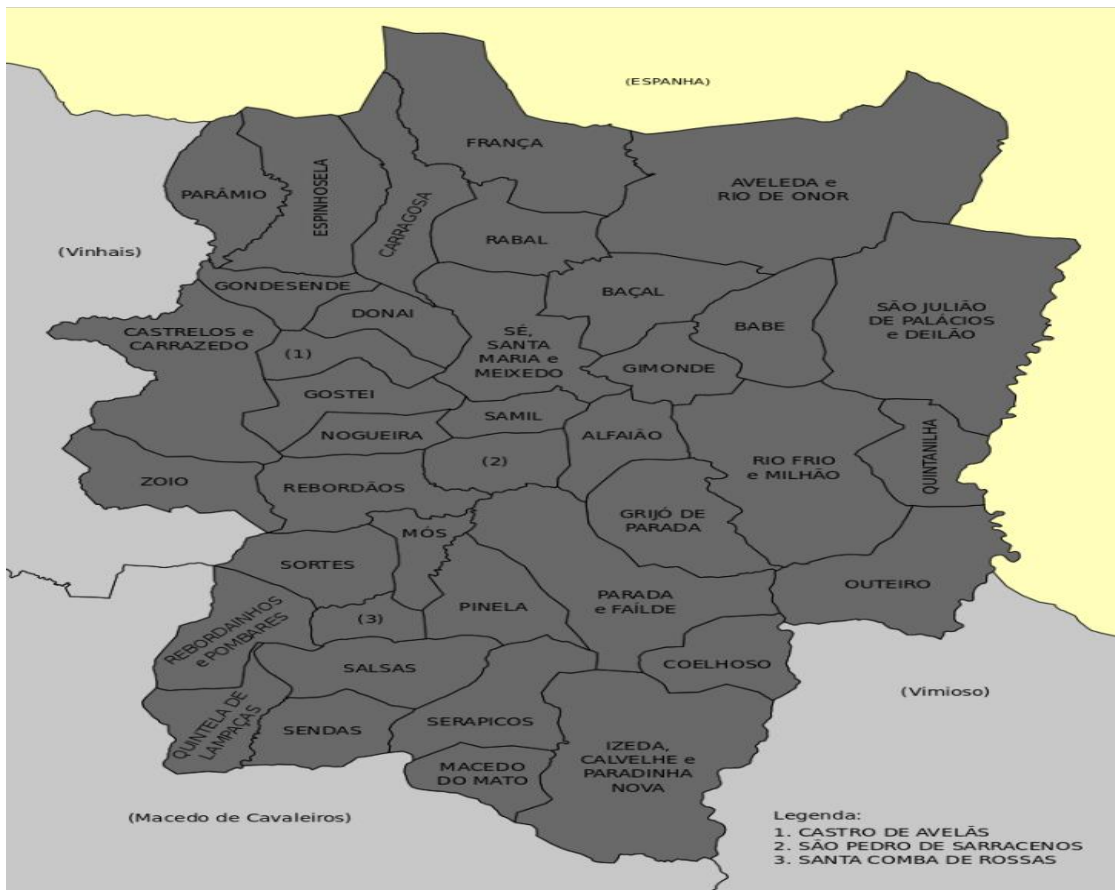 (ESPANHA)
FRANÇA
AVELEDA e
RIO DE ONOR
PARÂMIO
ESPINHOSELA
CARRAGOSA
RABAL
(Vinhais)
GONDESENDE
BAÇAL
DONAI
SÃO JULIÃO
DE PALÁCIOS
e DEILÃO
CASTRELOS e
CARRAZEDO
(1)
SÉ,
SANTA
MARIA e
MEIXEDO
BABE
GIMONDE
GOSTEI
SAMIL
NOGUEIRA
ALFAIÃO
(2)
RIO FRIO
e MILHÃO
QUINTANILHA
ZOIO
REBORDÃOS
GRIJÓ DE
PARADA
MÓS
SORTES
OUTEIRO
PARADA
e FAÍLDE
PINELA
(3)
REBORDAINHOS
e POMBARES
SALSAS
COELHOSO
(Vimioso)
QUINTELA DE
LAMPAÇAS
SENDAS
SERAPICOS
IZEDA,
CALVELHE e
PARADINHA
NOVA
MACEDO
DO MATO
(Macedo de Cavaleiros)
Legenda:
1. CASTRO DE AVELÃS
2. SÃO PEDRO DE SARRACENOS
3. SANTA COMBA DE ROSSAS